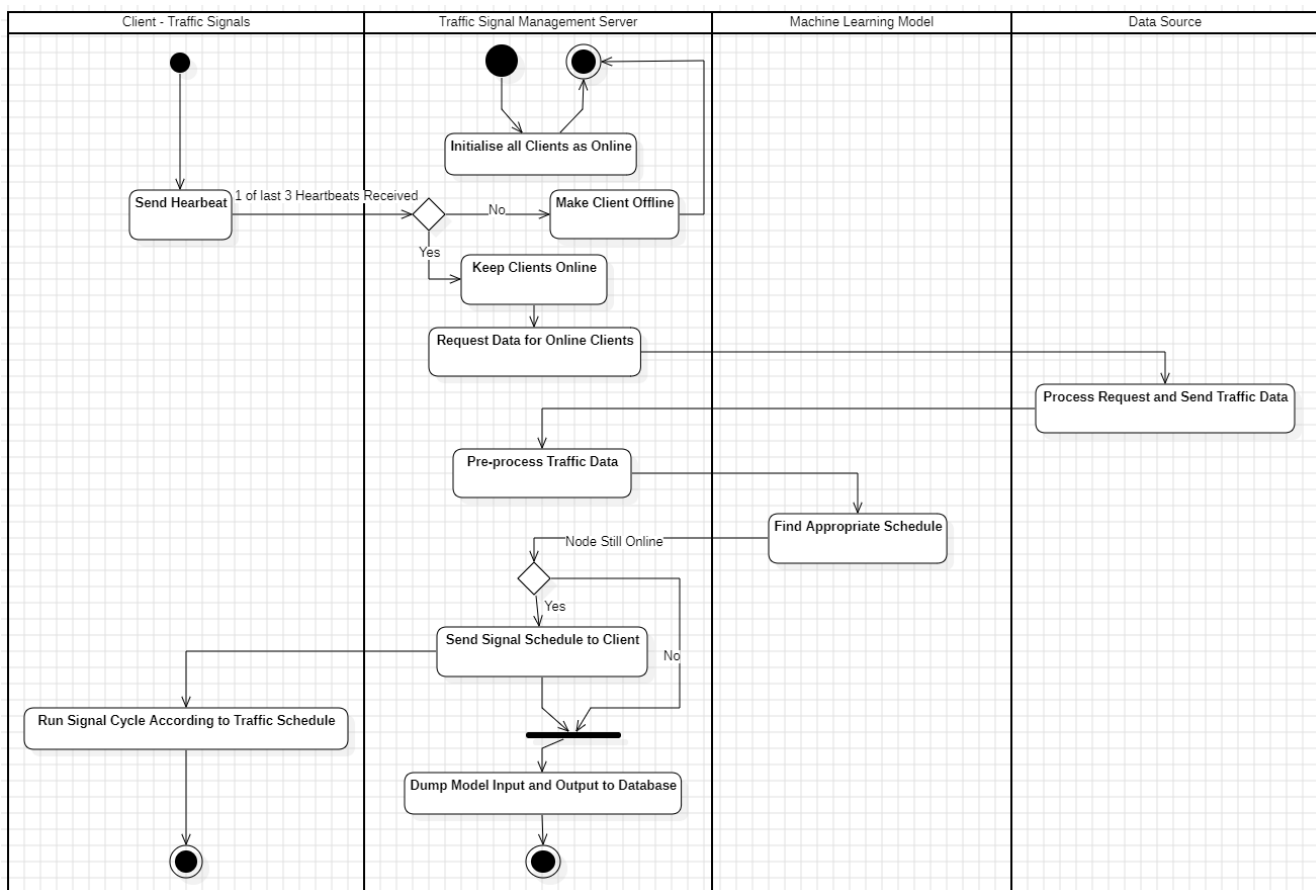 Client - Traffic Signals
Traffic Signal Management Server
Machine Learning Model
Data Source
Initialise all Clients as Online
Send Hearbeat
1 of last 3 Heartbeats Received
No
Make Client Offline
Yes
Keep Clients Online
Request Data for Online Clients
Process Request and Send Traffic Data
Pre-process Traffic Data
Find Appropriate Schedule
Node Still Online
Yes
Send Signal Schedule to Client
No
Run Signal Cycle According to Traffic Schedule
Dump Model Input and Output to Database